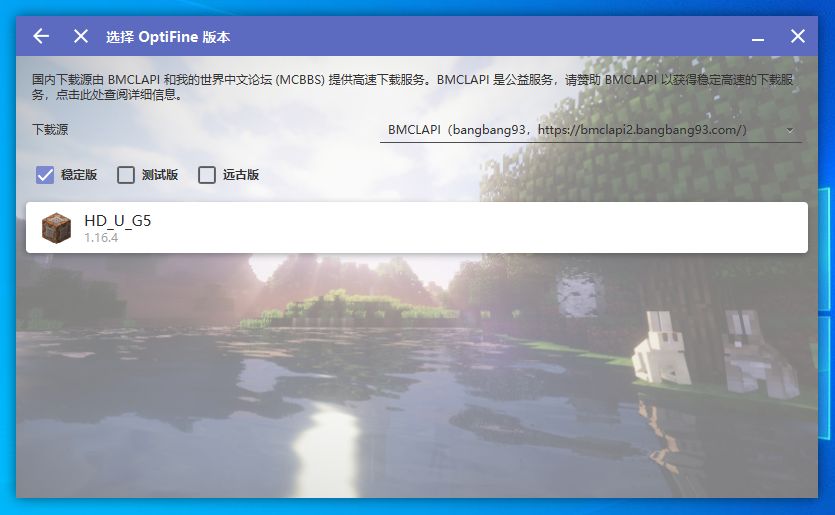 选择 OptiFine 版本
国内下载源由 BMCLAPI 和我的世界中文论坛 (MCBBS) 提供高速下载服务。BMCLAPI 是公益服务，请赞助 BMCLAPI 以获得稳定高速的下载服
务，点击此处查阅详细信息。
下载源 BMCLAPI（bangbang93，https://bmclapi2.bangbang93.com/）
稳定版 测试版 远古版
HD_U_G5
1.16.4